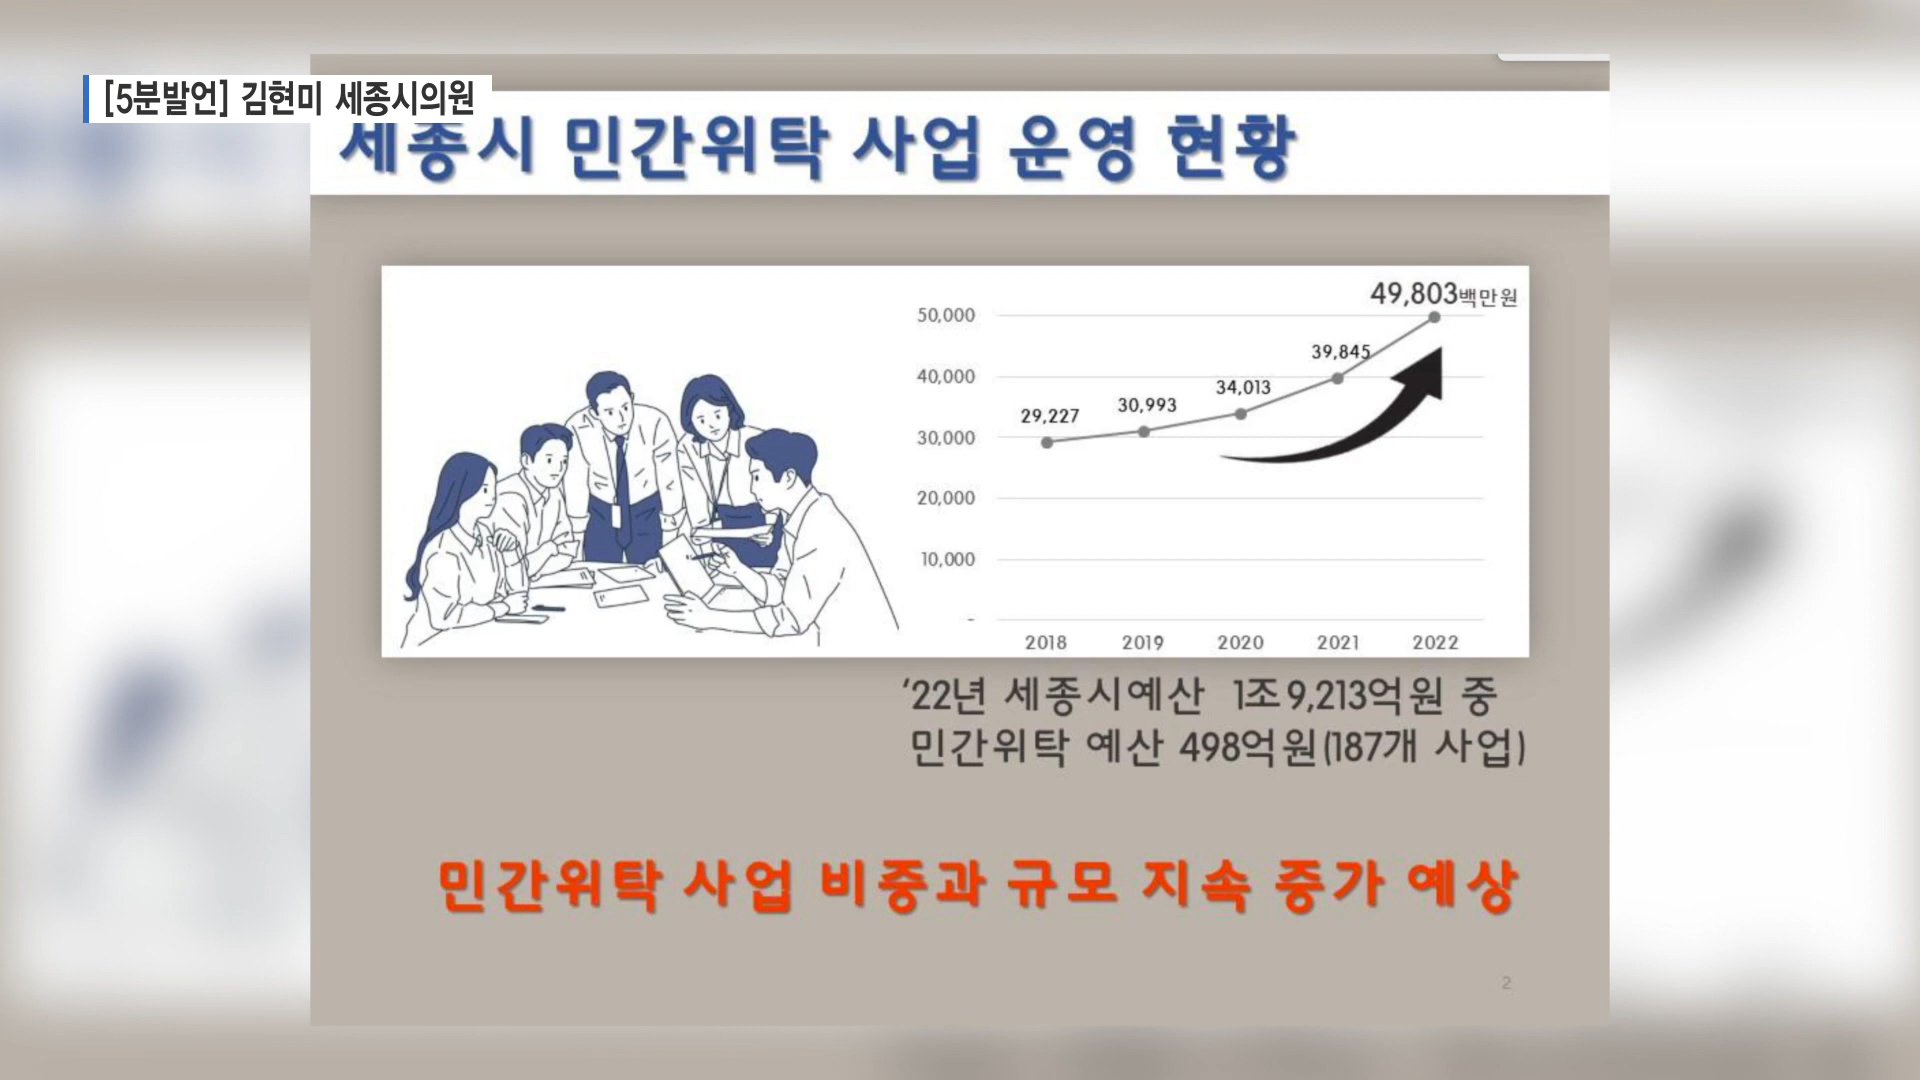 [5분발언] 김현미 세종시의원
세종시 민간위탁 사업 운영 현황
49,803백만원
50,000
39,845
40,000
34,013
30,993
29,227
30,000
20,000
10,000
-
2018 2019 2020 2021 2022
‘22년 세종시예산 1조 9,213억원 중
민간위탁 예산 498억원(187개 사업)
민간위탁 사업 비중과 규모 지속 증가 예상
2